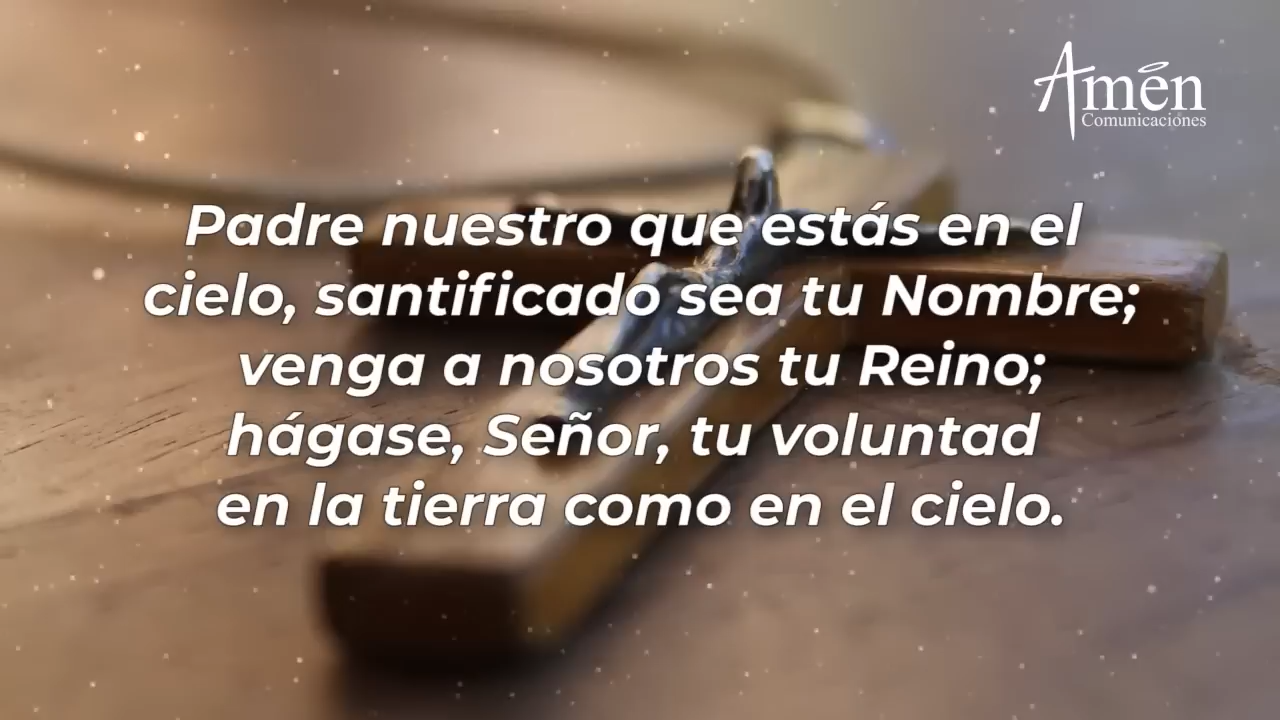 Amén
Comunicaciones
Padre nuestro que estás en el
cielo, santificado sea tu Nombre;
venga a nosotros tu Reino;
hágase, Señor, tu voluntad
en la tierra como en el cielo.